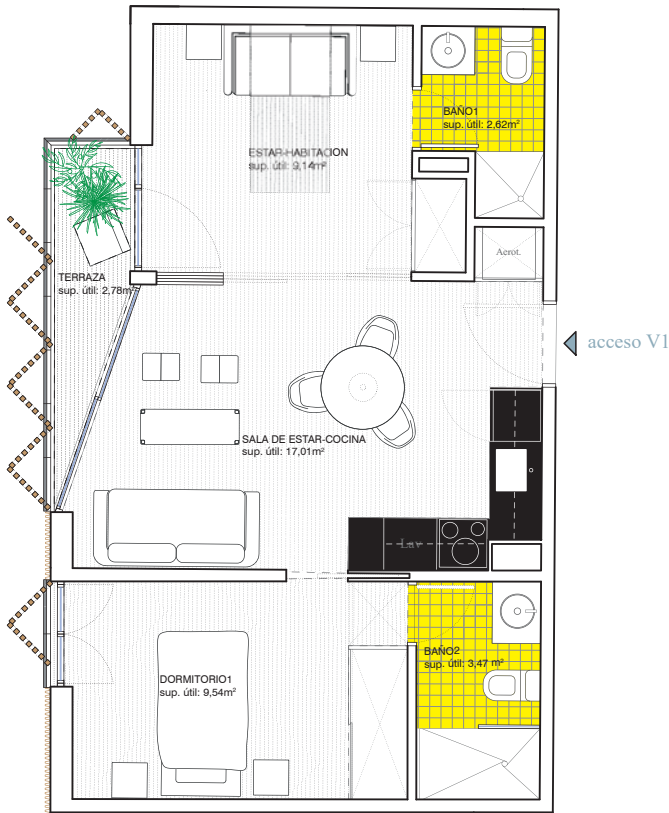 BAÑO1
sup. útil: 2,62m²
ESTAR-HABITACION
sup. útil: 9,14m²
Aerot.
TERRAZA
sup. útil: 2,78m²
acceso V1
SALA DE ESTAR-COCINA
sup. útil: 17,01m²
Lav
BAÑO2
sup. útil: 3,47 m²
DORMITORIO1
sup. útil: 9,54m²